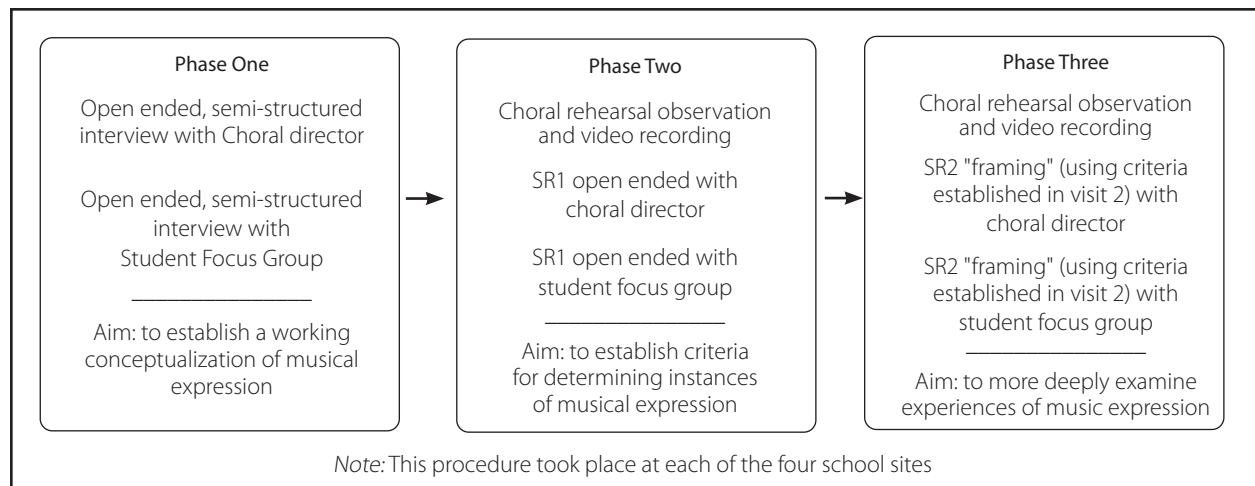 Phase One
Open ended, semi-structured
interview with Choral director
Open ended, semi-structured
interview with
Student Focus Group
Aim: to establish a working
conceptualization of musical
expression
Phase Two
Choral rehearsal observation
and video recording
SR1 open ended with
choral director
SR1 open ended with
student focus group
Aim: to establish criteria
for determining instances
of musical expression
Phase Three
Choral rehearsal observation
and video recording
SR2 "framing" (using criteria
established in visit 2) with
choral director
SR2 "framing" (using criteria
established in visit 2) with
student focus group
Aim: to more deeply examine
experiences of music expression
Note: This procedure took place at each of the four school sites